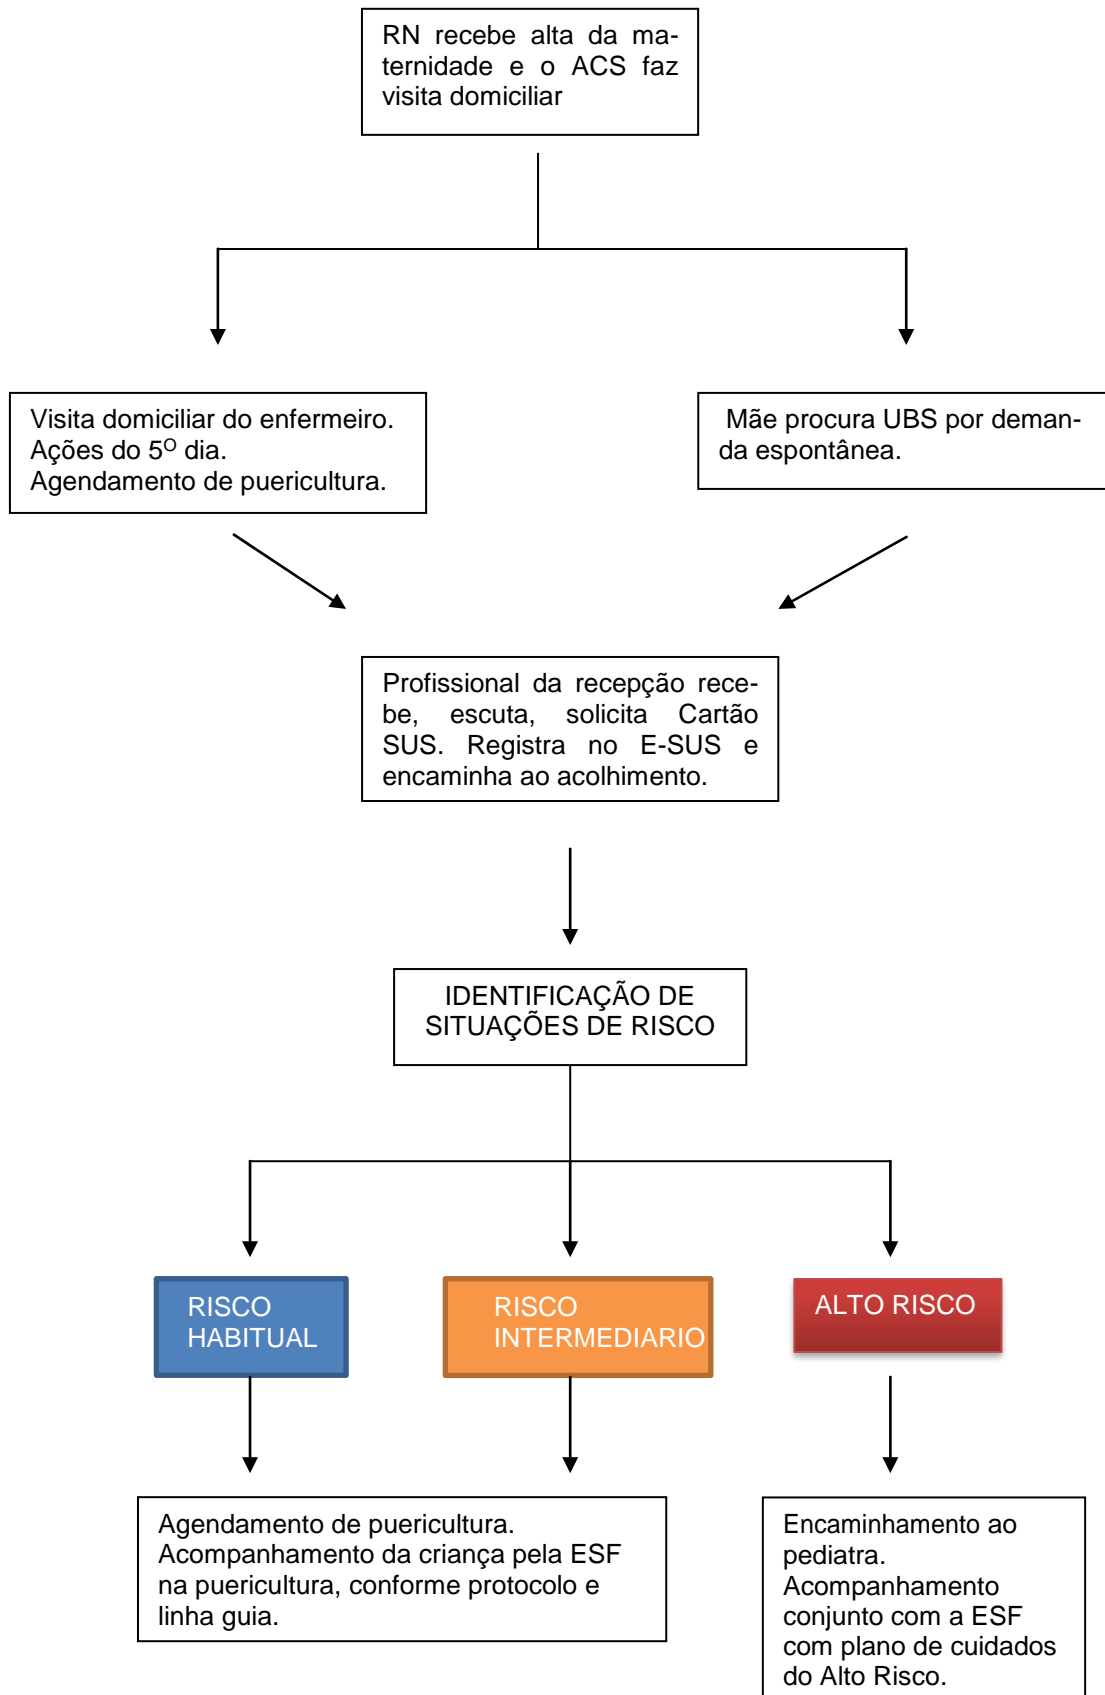 RN recebe alta da ma-
ternidade e o ACS faz
visita domiciliar
Visita domiciliar do enfermeiro.
Ações do 5º dia.
Agendamento de puericultura.
Mãe procura UBS por deman-
da espontânea.
Profissional da recepção rece-
be, escuta, solicita Cartão
SUS. Registra no E-SUS e
encaminha ao acolhimento.
IDENTIFICAÇÃO DE
SITUAÇÕES DE RISCO
RISCO
HABITUAL
RISCO
INTERMEDIARIO
ALTO RISCO
Agendamento de puericultura.
Acompanhamento da criança pela ESF
na puericultura, conforme protocolo e
linha guia.
Encaminhamento ao
pediatra.
Acompanhamento
conjunto com a ESF
com plano de cuidados
do Alto Risco.